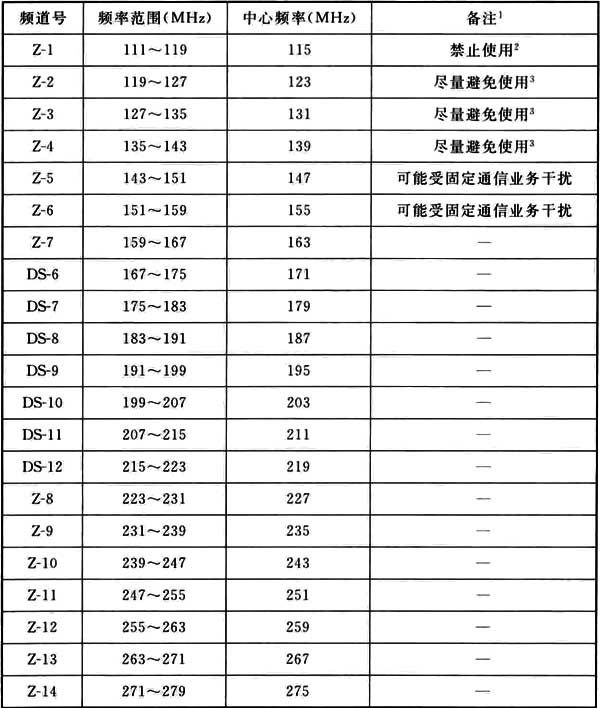 频道号 频率范围(MHz) 中心频率(MHz) 备注¹
Z-1 111～119 115 禁止使用²
Z-2 119～127 123 尽量避免使用³
Z-3 127～135 131 尽量避免使用³
Z-4 135～143 139 尽量避免使用³
Z-5 143～151 147 可能受固定通信业务干扰
Z-6 151～159 155 可能受固定通信业务干扰
Z-7 159～167 163 —
DS-6 167～175 171 —
DS-7 175～183 179 —
DS-8 183～191 187 —
DS-9 191～199 195 —
DS-10 199～207 203 —
DS-11 207～215 211 —
DS-12 215～223 219 —
Z-8 223～231 227 —
Z-9 231～239 235 —
Z-10 239～247 243 —
Z-11 247～255 251 —
Z-12 255～263 259 —
Z-13 263～271 267 —
Z-14 271～279 275 —